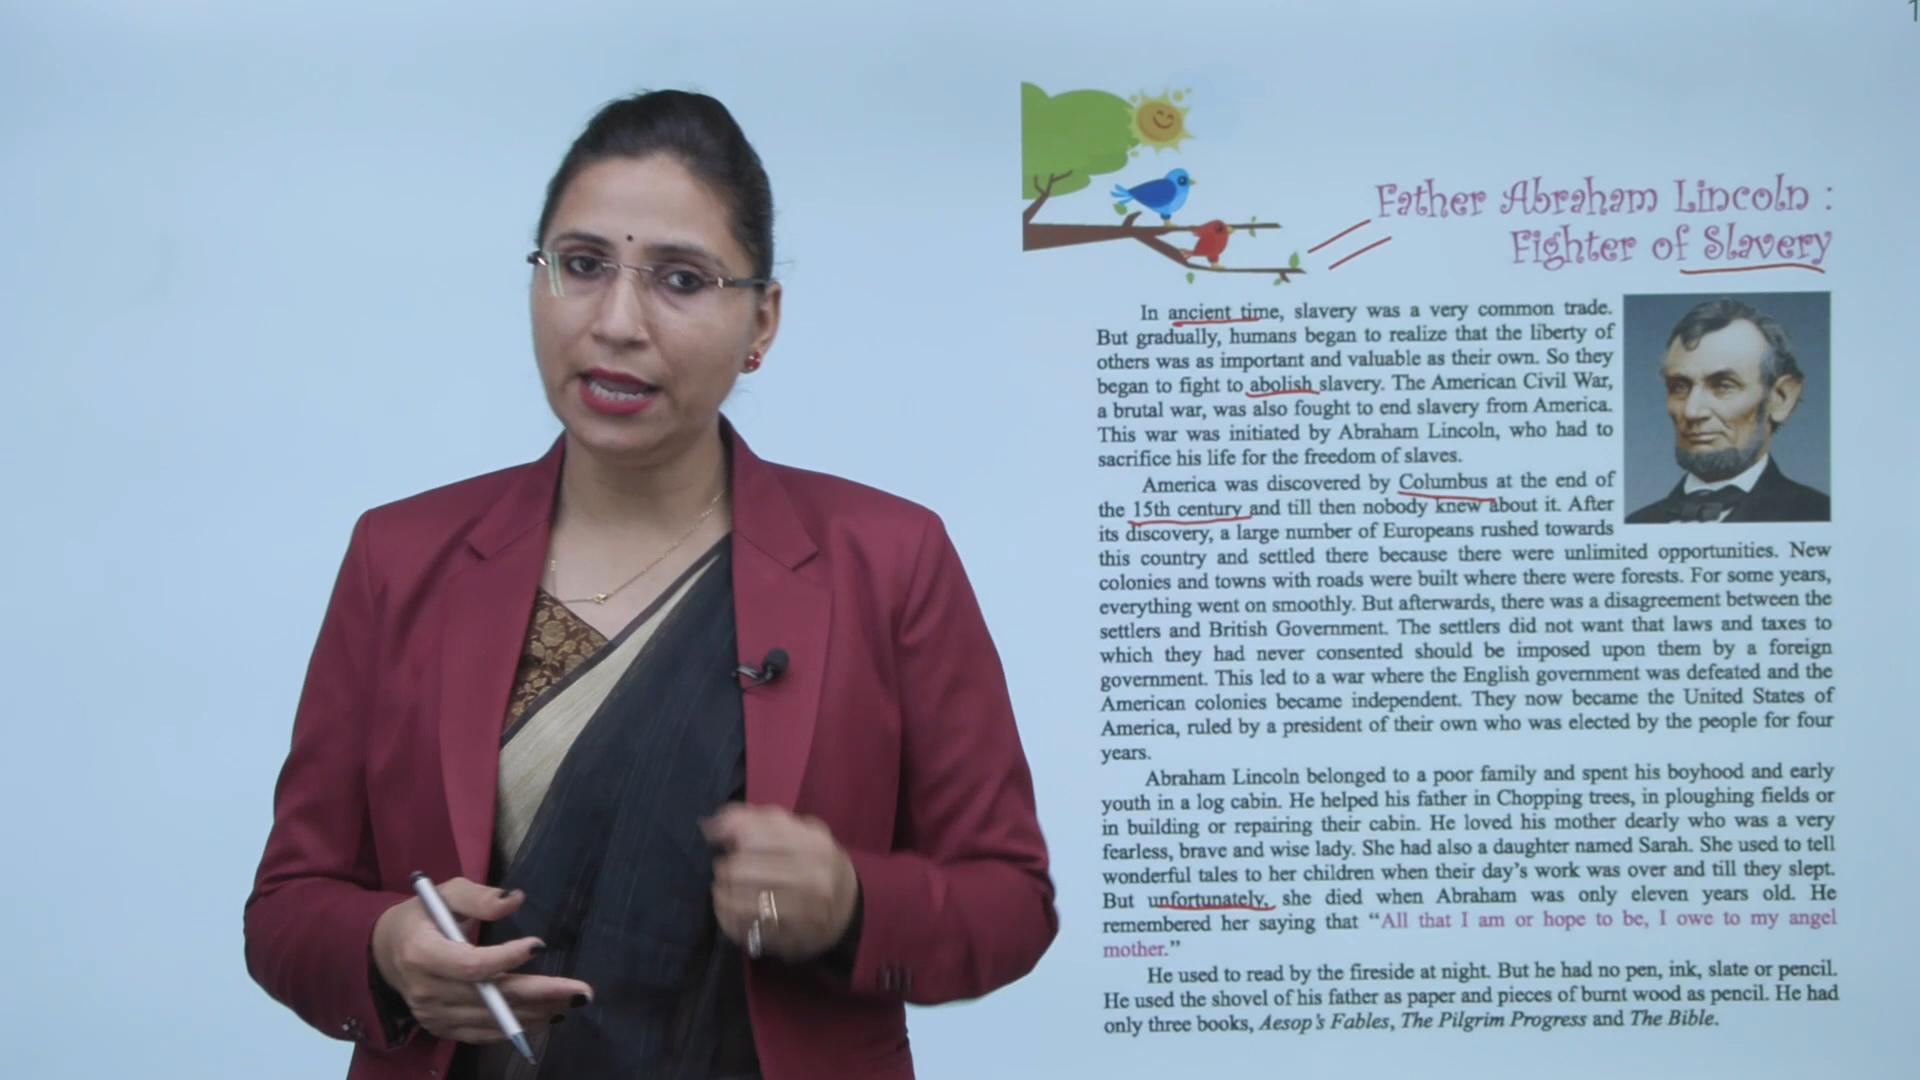 1
Father Abraham Lincoln :
Fighter of Slavery
In ancient time, slavery was a very common trade.
But gradually, humans began to realize that the liberty of
others was as important and valuable as their own. So they
began to fight to abolish slavery. The American Civil War,
a brutal war, was also fought to end slavery from America.
This war was initiated by Abraham Lincoln, who had to
sacrifice his life for the freedom of slaves.
America was discovered by Columbus at the end of
the 15th century and till then nobody knew about it. After
its discovery, a large number of Europeans rushed towards
this country and settled there because there were unlimited opportunities. New
colonies and towns with roads were built where there were forests. For some years,
everything went on smoothly. But afterwards, there was a disagreement between the
settlers and British Government. The settlers did not want that laws and taxes to
which they had never consented should be imposed upon them by a foreign
government. This led to a war where the English government was defeated and the
American colonies became independent. They now became the United States of
America, ruled by a president of their own who was elected by the people for four
years.
Abraham Lincoln belonged to a poor family and spent his boyhood and early
youth in a log cabin. He helped his father in Chopping trees, in ploughing fields or
in building or repairing their cabin. He loved his mother dearly who was a very
fearless, brave and wise lady. She had also a daughter named Sarah. She used to tell
wonderful tales to her children when their day's work was over and till they slept.
But unfortunately, she died when Abraham was only eleven years old. He
remembered her saying that “All that I am or hope to be, I owe to my angel
mother.”
He used to read by the fireside at night. But he had no pen, ink, slate or pencil.
He used the shovel of his father as paper and pieces of burnt wood as pencil. He had
only three books, Aesop's Fables, The Pilgrim Progress and The Bible.